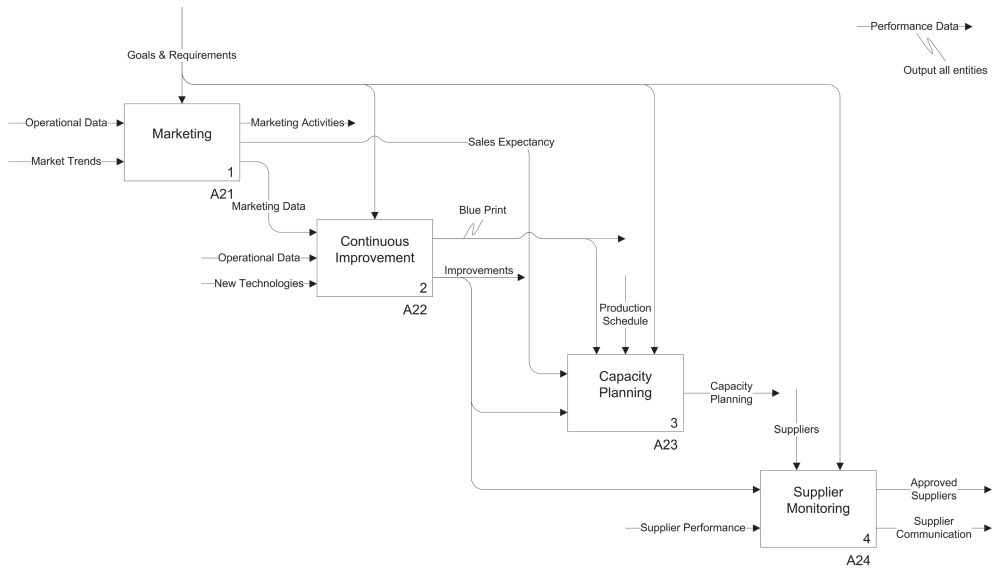 Performance Data
Output all entities
Goals & Requirements
Operational Data
Market Trends
Marketing
1
A21
Marketing Activities
Sales Expectancy
Marketing Data
Operational Data
New Technologies
Continuous
Improvement
2
A22
Blue Print
Improvements
Production
Schedule
Capacity
Planning
3
A23
Capacity
Planning
Suppliers
Supplier Performance
Supplier
Monitoring
4
A24
Approved
Suppliers
Supplier
Communication